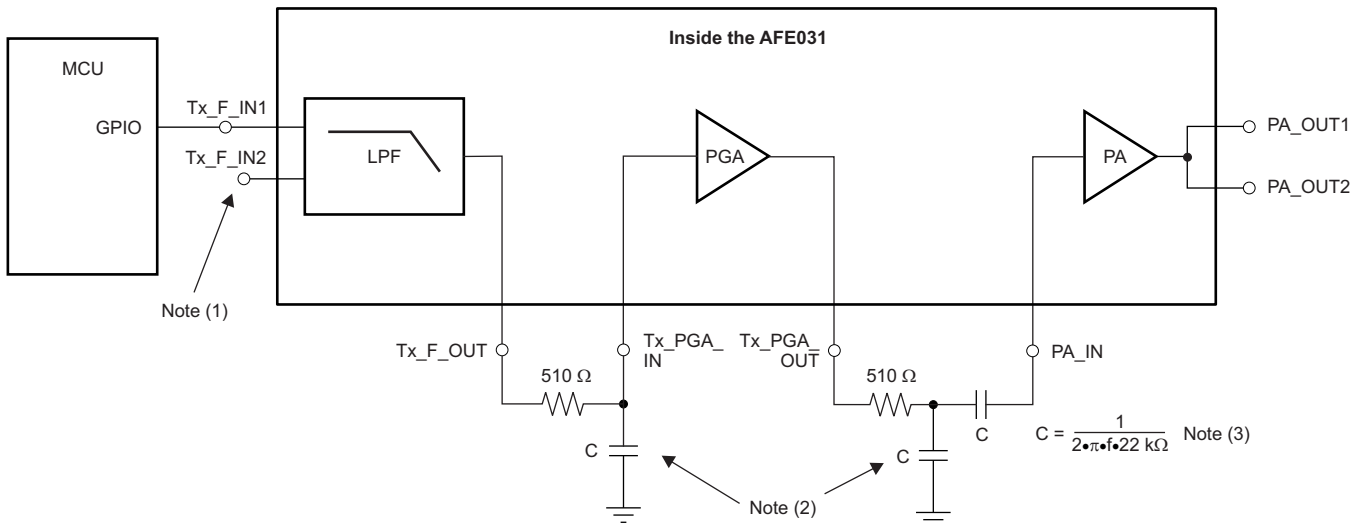 Inside the AFE031
MCU
GPIO
Tx_F_IN1
Tx_F_IN2
LPF
PGA
PA
PA_OUT1
PA_OUT2
Note (1)
Tx_F_OUT
Tx_PGA_
IN
Tx_PGA_
OUT
PA_IN
510 Ω
510 Ω
C
C
C
C = 1
2•π•f•22 kΩ
Note (3)
Note (2)